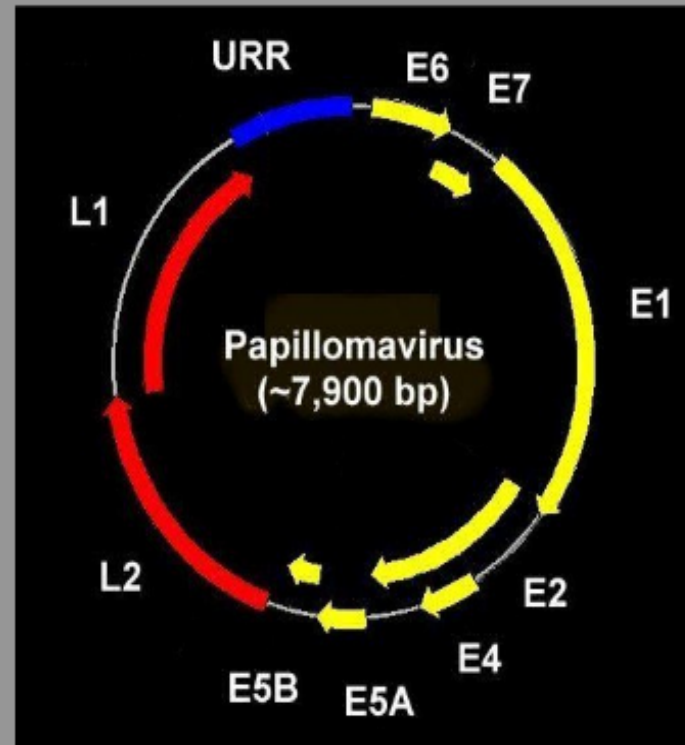 URR
E6
E7
L1
E1
Papillomavirus
(~7,900 bp)
L2
E2
E4
E5B
E5A